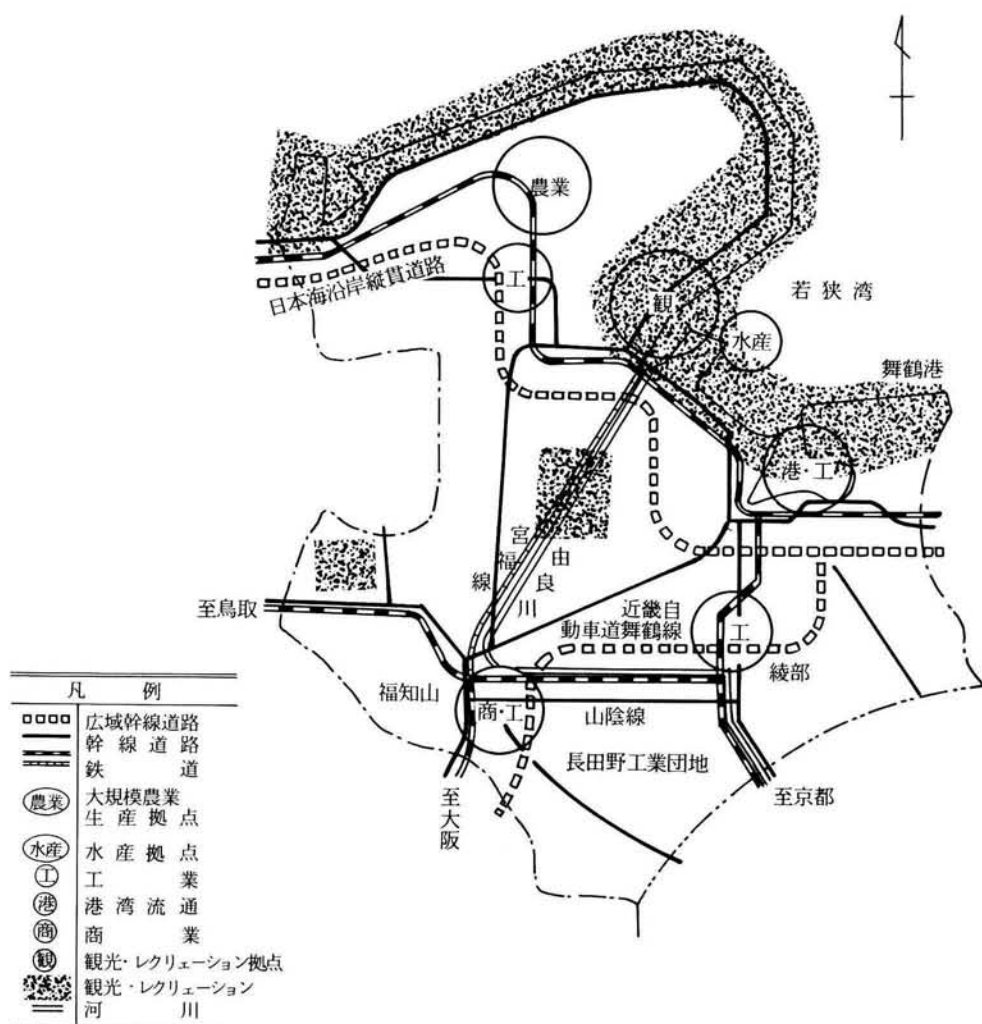 農業
工
日本海沿岸縦貫道路
観
若狭湾
水産
舞鶴港
港・工
宮福線
由良川
至鳥取
近畿自
動車道舞鶴線
工
綾部
福知山
商・工
山陰線
長田野工業団地
至大阪
至京都
凡例
広域幹線道路
幹線道路
鉄道
農業 大規模農業
生産拠点
水産 水産拠点
工 工業
港 港湾流通
商 商業
観 観光・レクリェーション拠点
観光・レクリェーション
河川